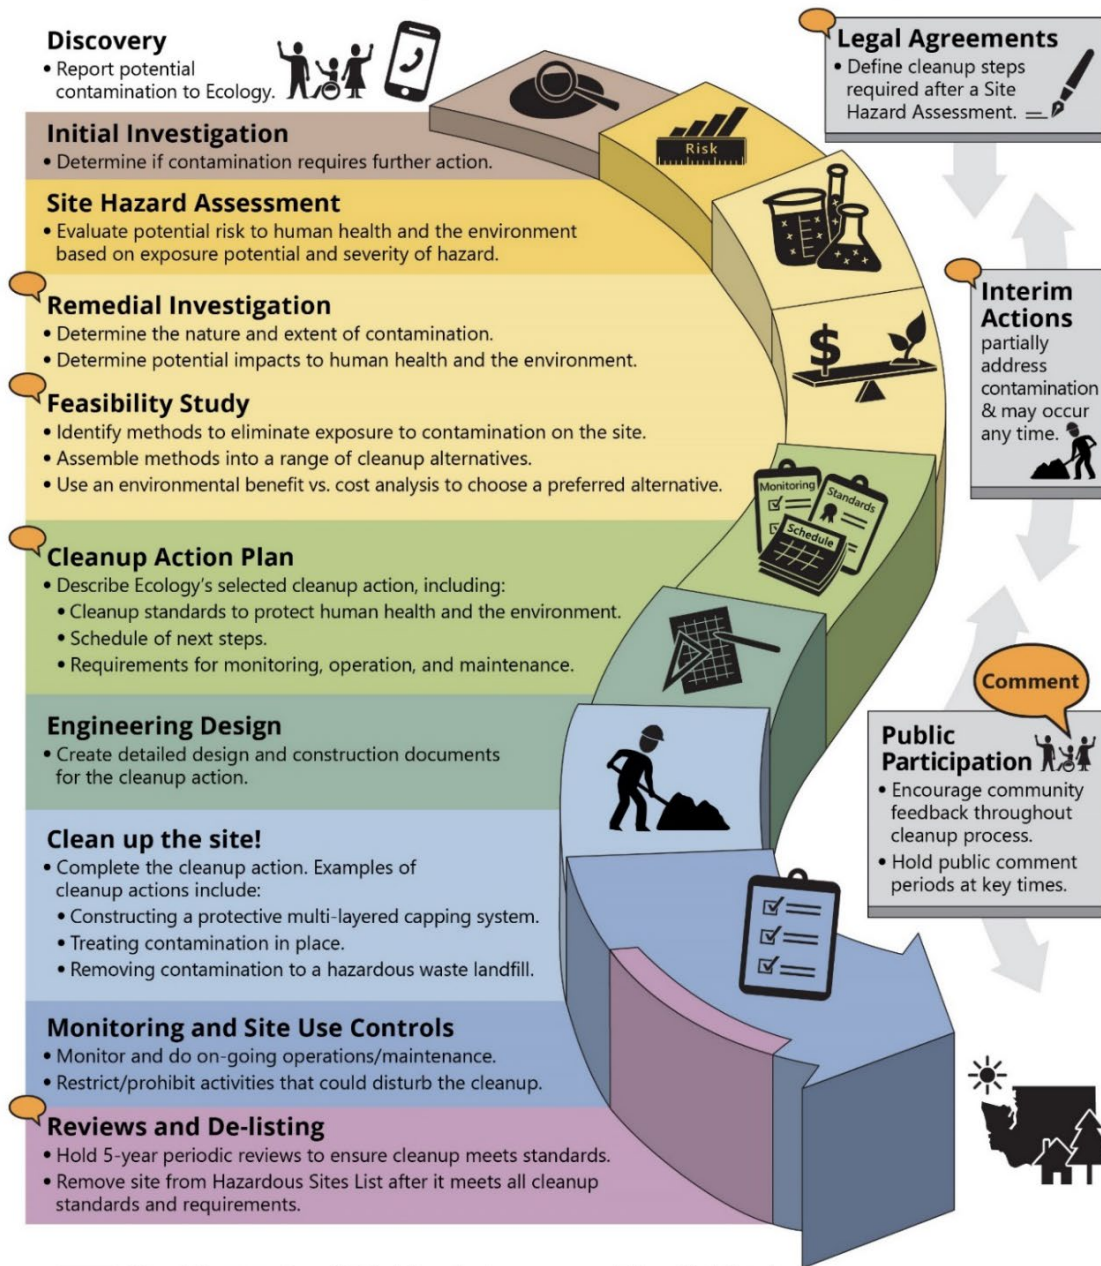 Discovery
• Report potential
contamination to Ecology.
Initial Investigation
• Determine if contamination requires further action.
Site Hazard Assessment
• Evaluate potential risk to human health and the environment
based on exposure potential and severity of hazard.
Remedial Investigation
• Determine the nature and extent of contamination.
• Determine potential impacts to human health and the environment.
Feasibility Study
• Identify methods to eliminate exposure to contamination on the site.
• Assemble methods into a range of cleanup alternatives.
• Use an environmental benefit vs. cost analysis to choose a preferred alternative.
Cleanup Action Plan
• Describe Ecology's selected cleanup action, including:
• Cleanup standards to protect human health and the environment.
• Schedule of next steps.
• Requirements for monitoring, operation, and maintenance.
Engineering Design
• Create detailed design and construction documents
for the cleanup action.
Clean up the site!
• Complete the cleanup action. Examples of
cleanup actions include:
• Constructing a protective multi-layered capping system.
• Treating contamination in place.
• Removing contamination to a hazardous waste landfill.
Monitoring and Site Use Controls
• Monitor and do on-going operations/maintenance.
• Restrict/prohibit activities that could disturb the cleanup.
Reviews and De-listing
• Hold 5-year periodic reviews to ensure cleanup meets standards.
• Remove site from Hazardous Sites List after it meets all cleanup
standards and requirements.
Risk
$
Monitoring
Standards
Schedule
Legal Agreements
• Define cleanup steps
required after a Site
Hazard Assessment.
Interim
Actions
partially
address
contamination
& may occur
any time.
Comment
Public
Participation
• Encourage community
feedback throughout
cleanup process.
• Hold public comment
periods at key times.